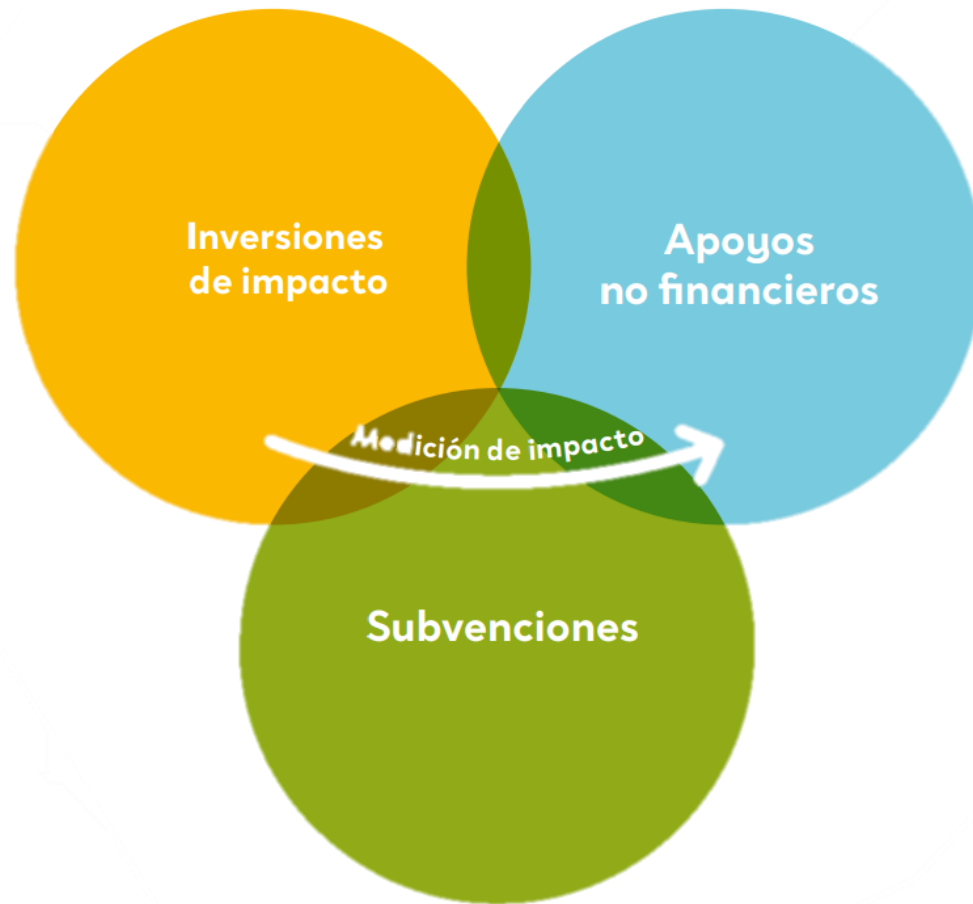 Inversiones
de impacto
Apoyos
no financieros
Medición de impacto
Subvenciones